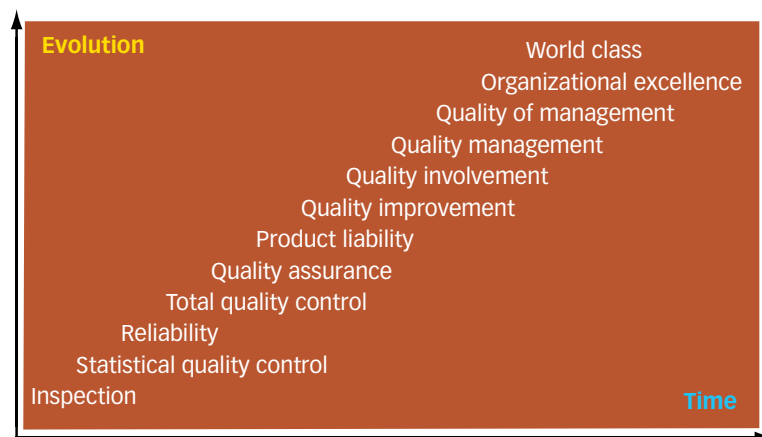 Evolution
World class
Organizational excellence
Quality of management
Quality management
Quality involvement
Quality improvement
Product liability
Quality assurance
Total quality control
Reliability
Statistical quality control
Inspection
Time